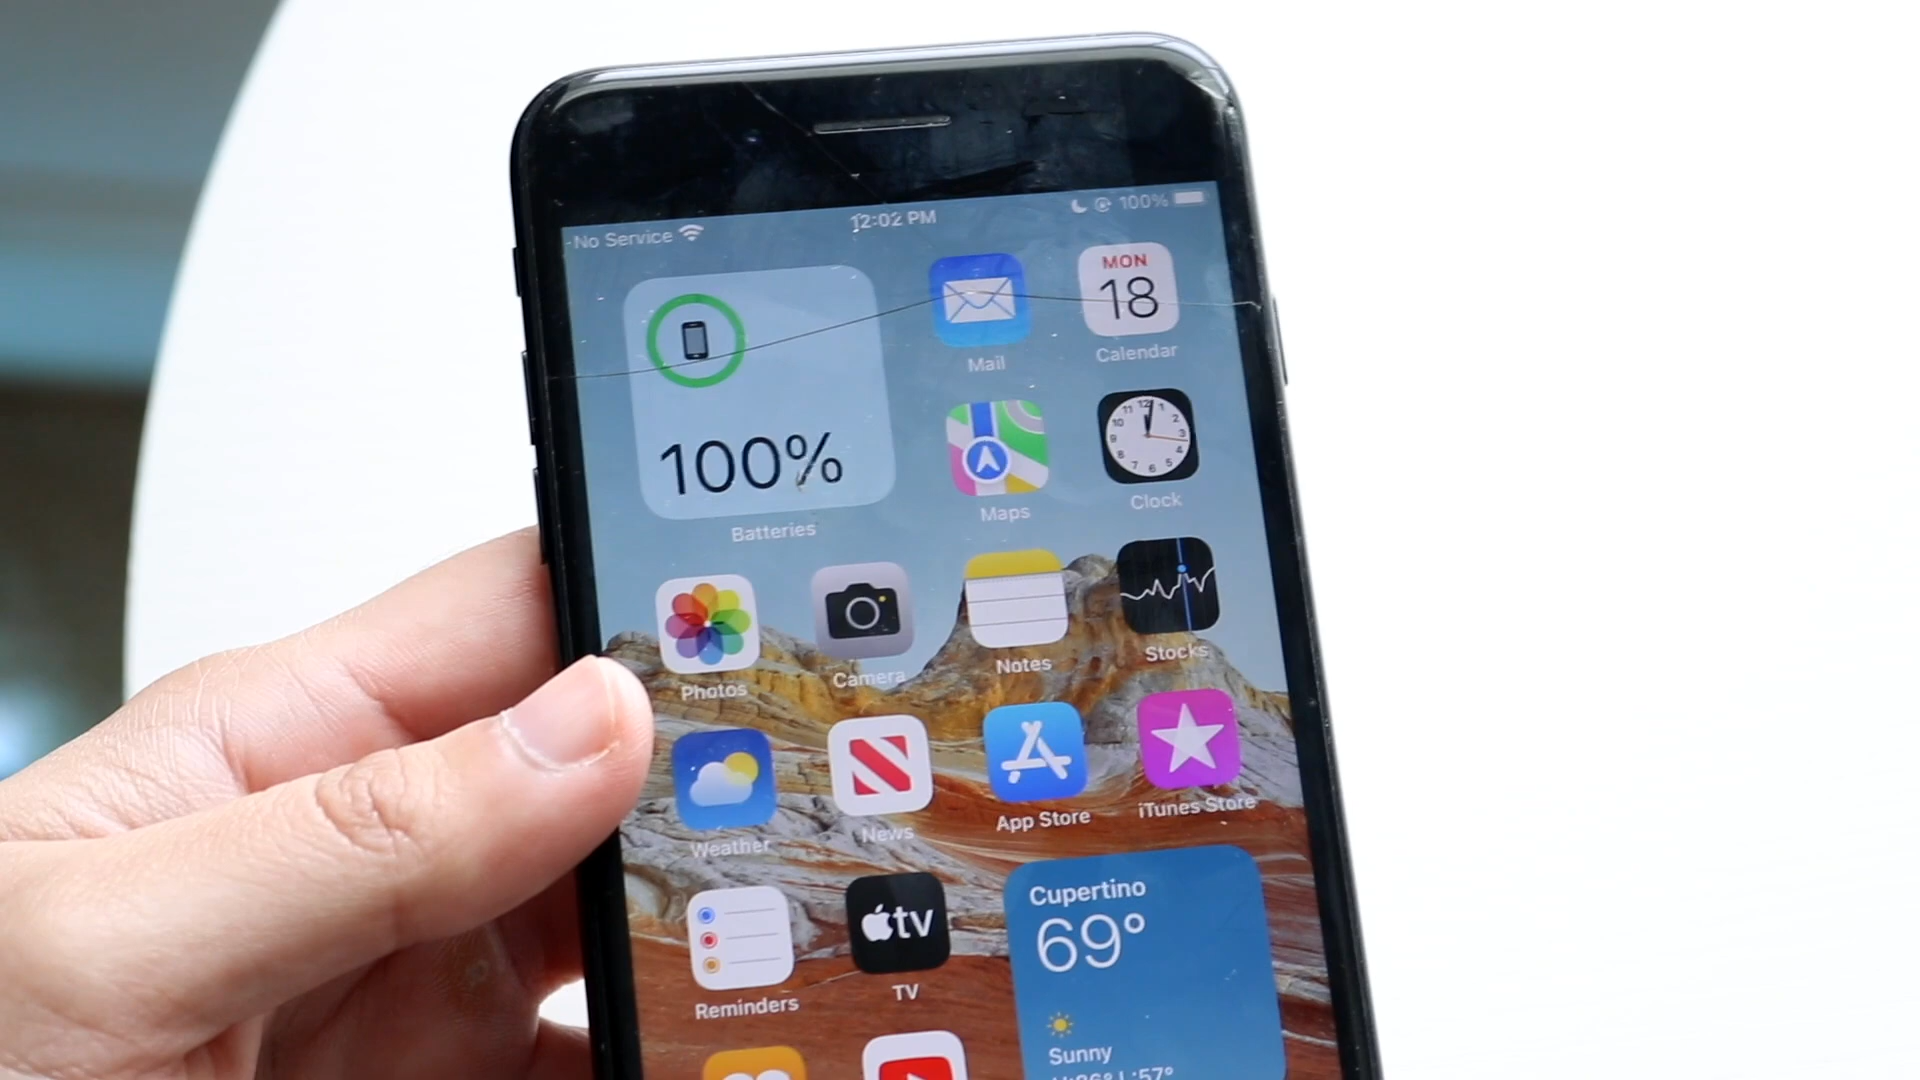 No Service
12:02 PM
100%
100%
Batteries
Mail
MON
18
Calendar
Maps
Clock
Photos
Camera
Notes
Stocks
Weather
News
App Store
iTunes Store
Reminders
tv
TV
Cupertino
69°
Sunny
L:57°